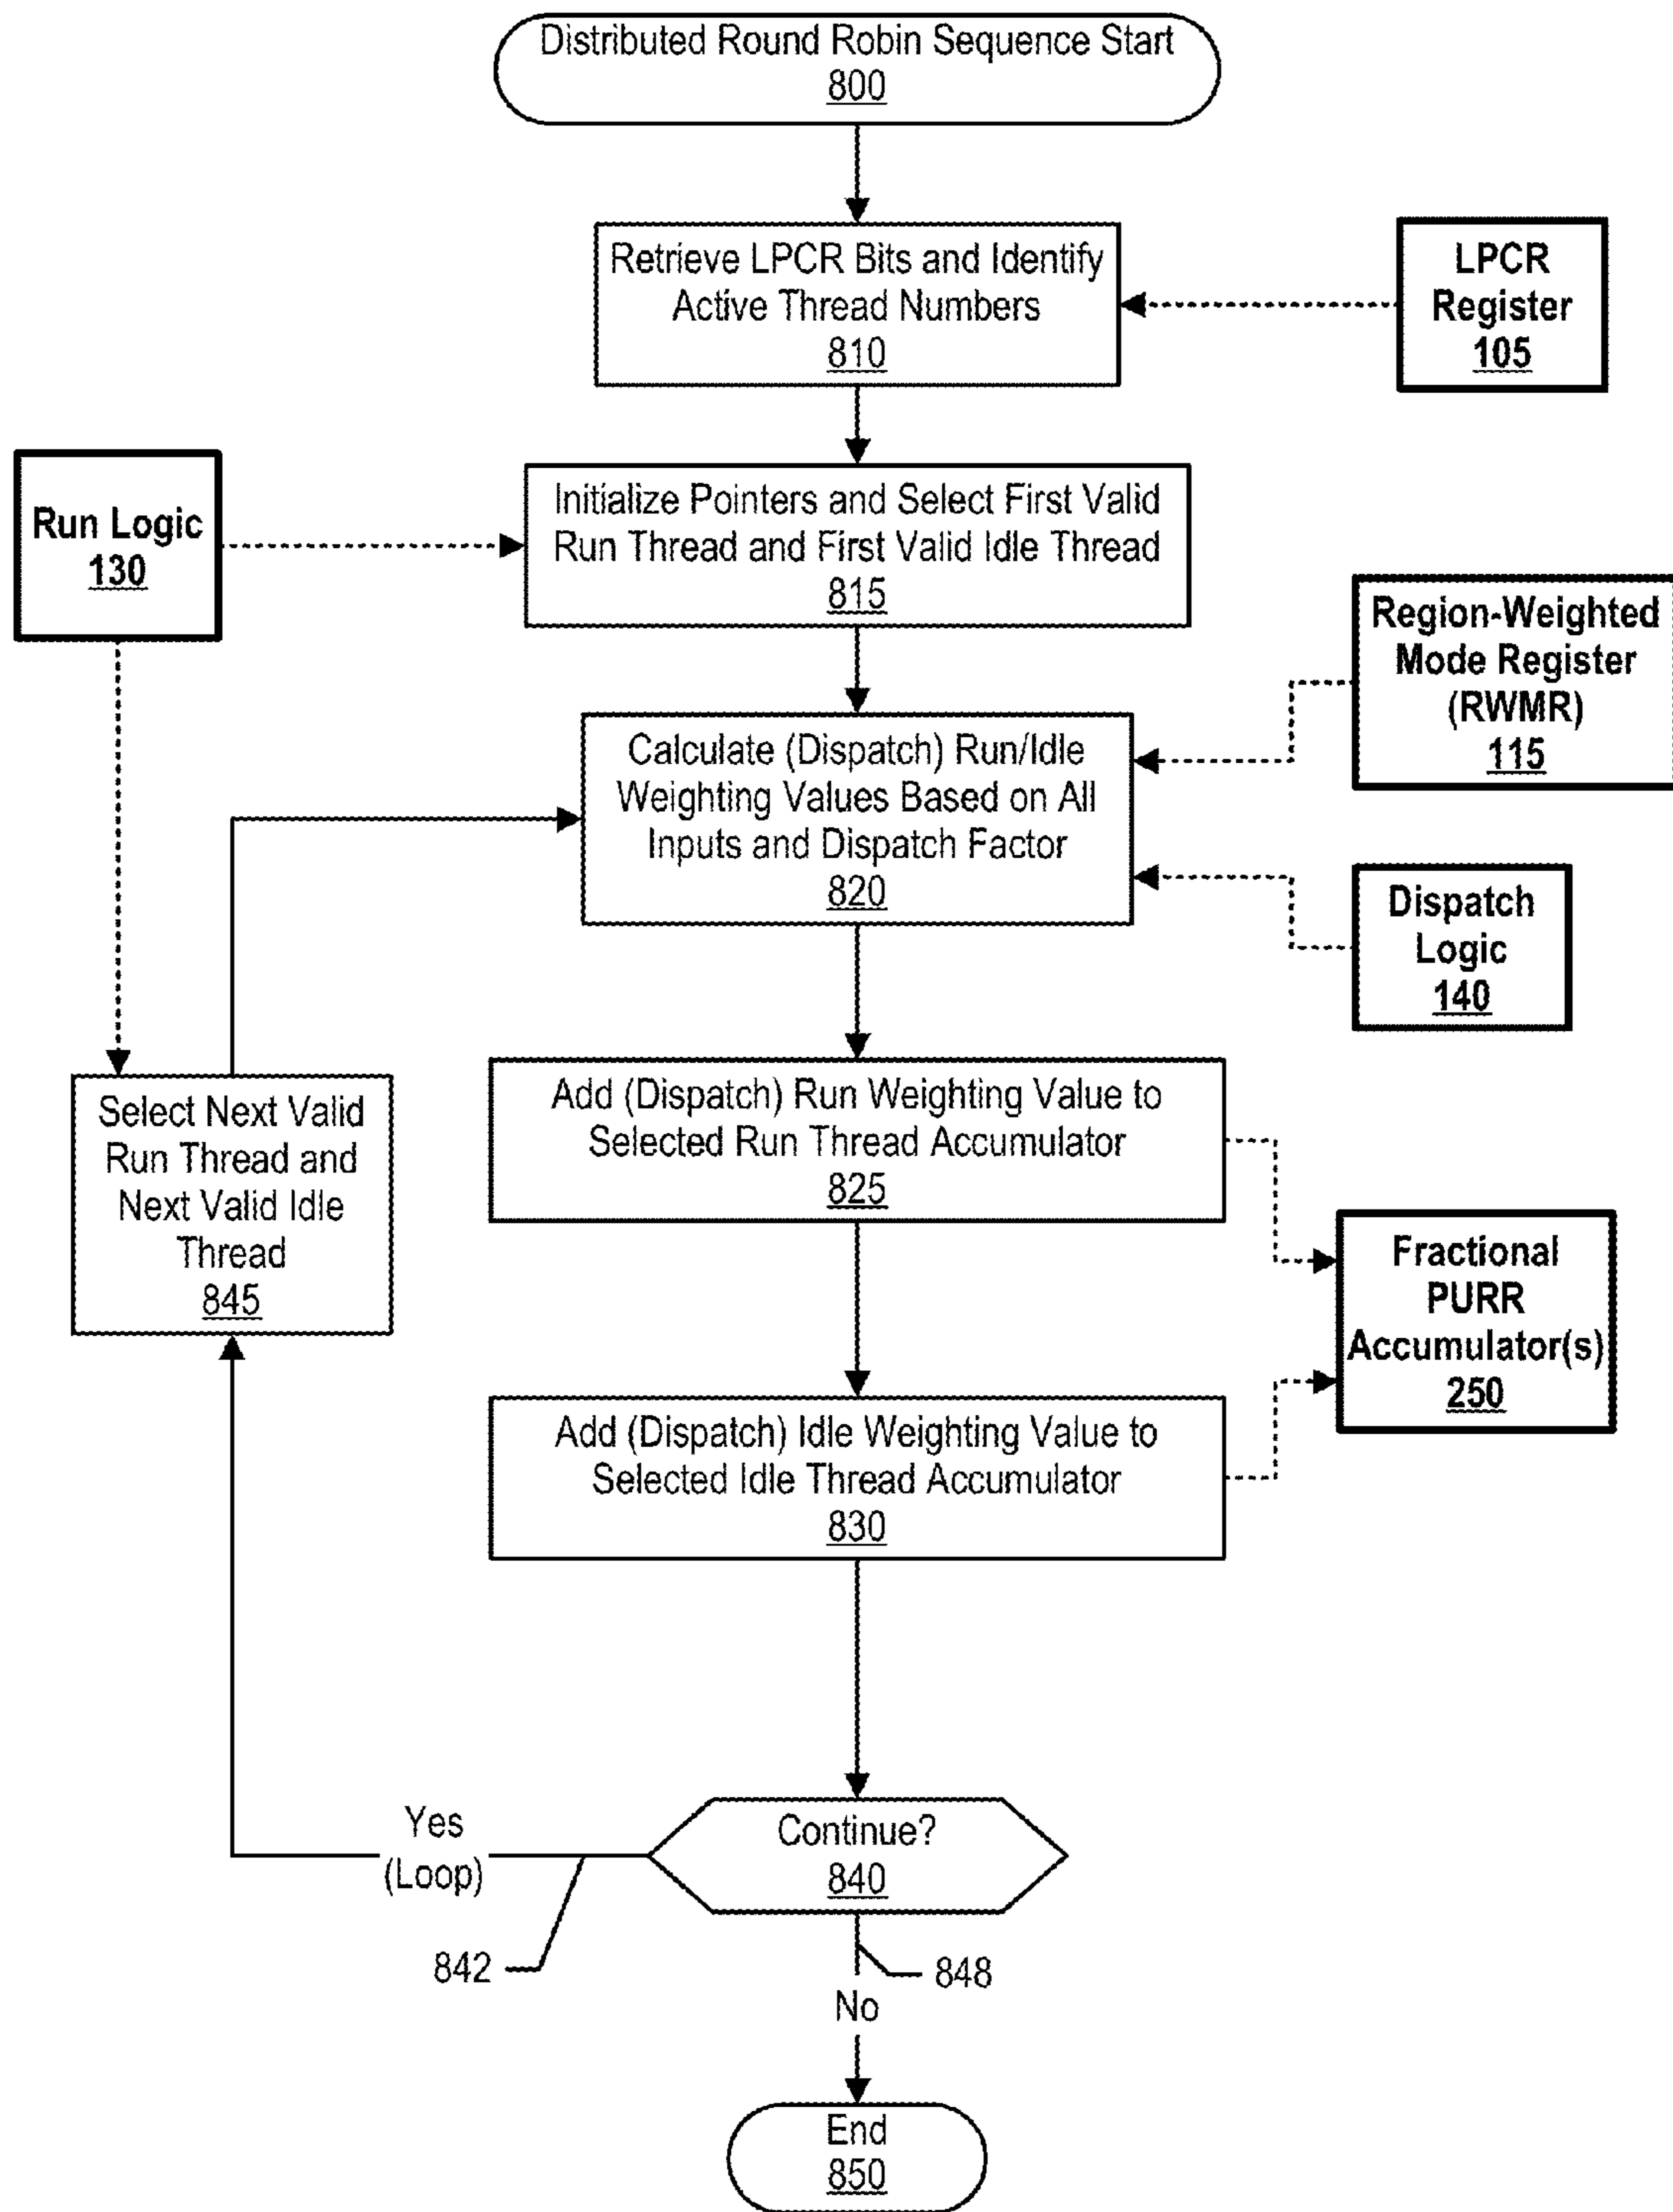 Distributed Round Robin Sequence Start
800
Retrieve LPCR Bits and Identify
Active Thread Numbers
810
LPCR
Register
105
Run Logic
130
Initialize Pointers and Select First Valid
Run Thread and First Valid Idle Thread
815
Region-Weighted
Mode Register
(RWMR)
115
Calculate (Dispatch) Run/Idle
Weighting Values Based on All
Inputs and Dispatch Factor
820
Dispatch
Logic
140
Select Next Valid
Run Thread and
Next Valid Idle
Thread
845
Add (Dispatch) Run Weighting Value to
Selected Run Thread Accumulator
825
Fractional
PURR
Accumulator(s)
250
Add (Dispatch) Idle Weighting Value to
Selected Idle Thread Accumulator
830
Yes
(Loop)
Continue?
840
842
848
No
End
850